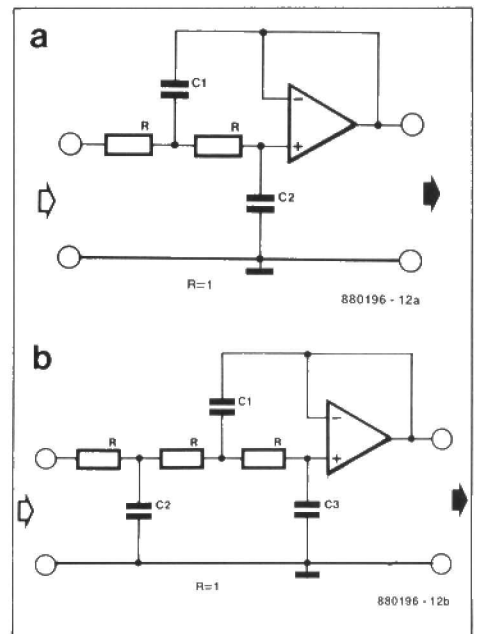 a
C1
R
R
−
+
C2
R=1
880196 - 12a
b
C1
R
R
R
−
+
C2
C3
R=1
880196 - 12b